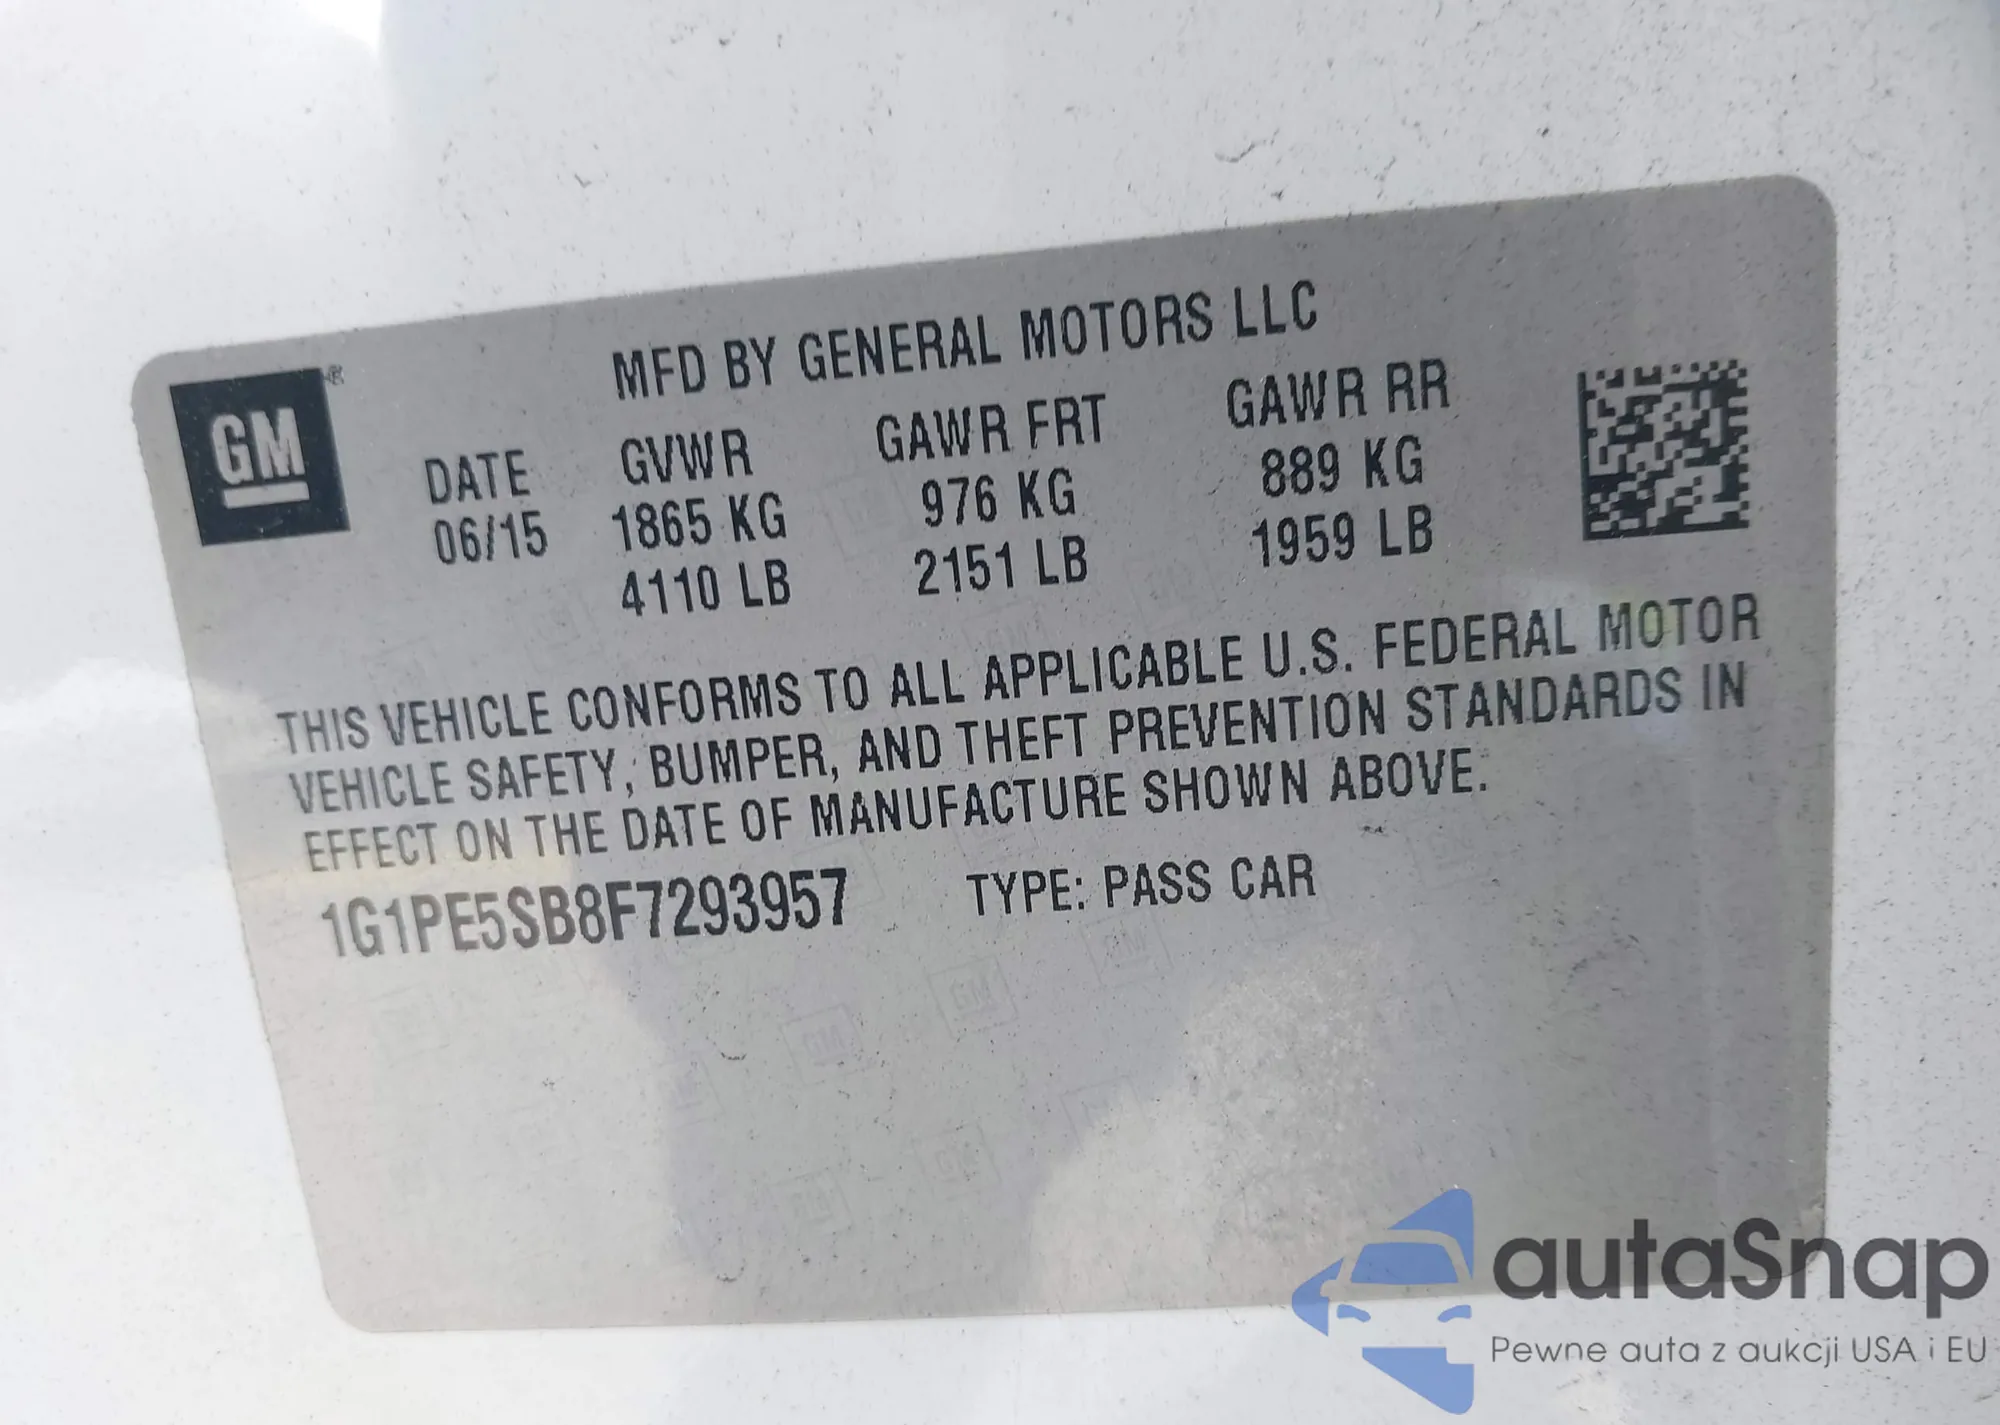 MFD BY GENERAL MOTORS LLC
GM
DATE GVWR GAWR FRT GAWR RR
06/15 1865 KG 976 KG 889 KG
4110 LB 2151 LB 1959 LB
THIS VEHICLE CONFORMS TO ALL APPLICABLE U.S. FEDERAL MOTOR
VEHICLE SAFETY, BUMPER, AND THEFT PREVENTION STANDARDS IN
EFFECT ON THE DATE OF MANUFACTURE SHOWN ABOVE.
1G1PE5SB8F7293957 TYPE: PASS CAR
autaSnap
Pewne auta z aukcji USA i EU